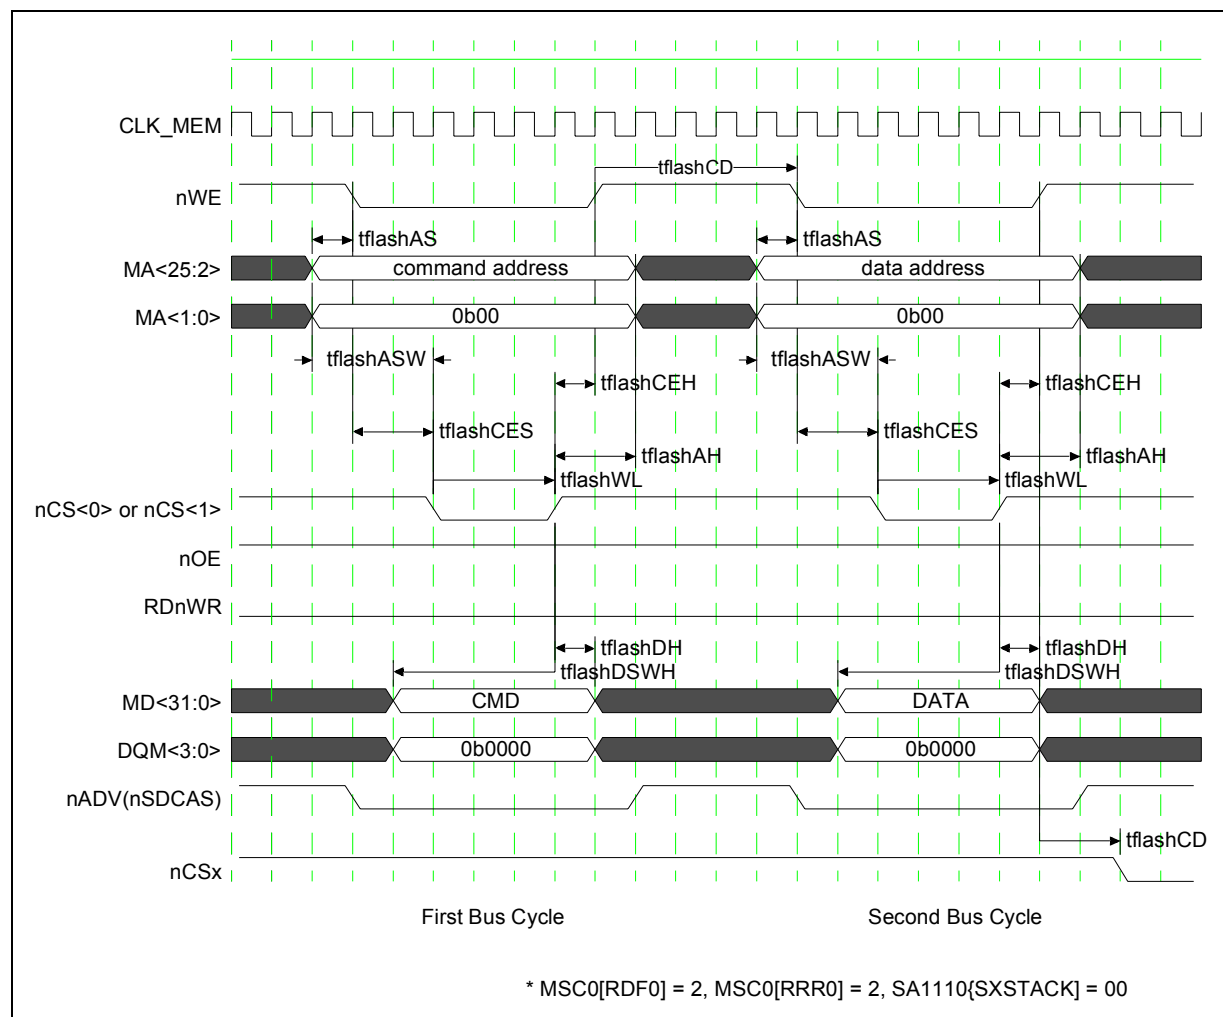 CLK_MEM
tflashCD
nWE
tflashAS tflashAS
MA<25:2> command address data address
MA<1:0> 0b00 0b00
tflashASW tflashASW
tflashCEH tflashCEH
tflashCES tflashCES
tflashAH tflashAH
tflashWL tflashWL
nCS<0> or nCS<1>
nOE
RDnWR
tflashDH tflashDH
tflashDSWH tflashDSWH
MD<31:0> CMD DATA
DQM<3:0> 0b0000 0b0000
nADV(nSDCAS)
tflashCD
nCSx
First Bus Cycle Second Bus Cycle
* MSC0[RDF0] = 2, MSC0[RRR0] = 2, SA1110{SXSTACK] = 00